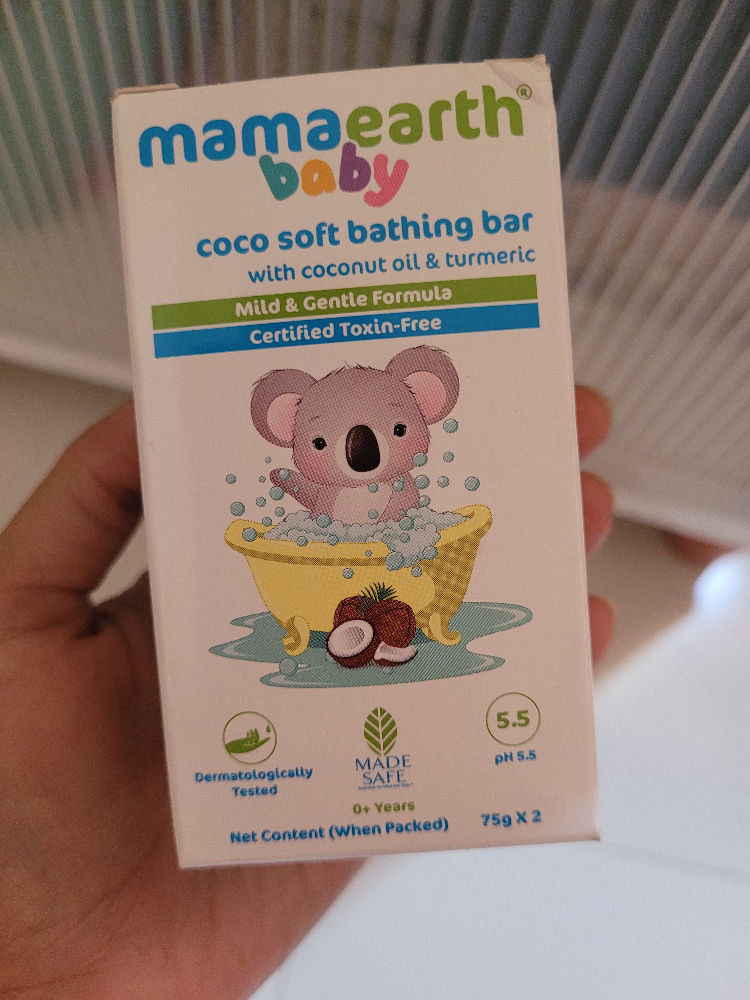 mamaearth®
baby
coco soft bathing bar
with coconut oil & turmeric
Mild & Gentle Formula
Certified Toxin-Free
Dermatologically
Tested
MADE
SAFE
5.5
pH 5.5
0+ Years
Net Content (When Packed) 75g X 2